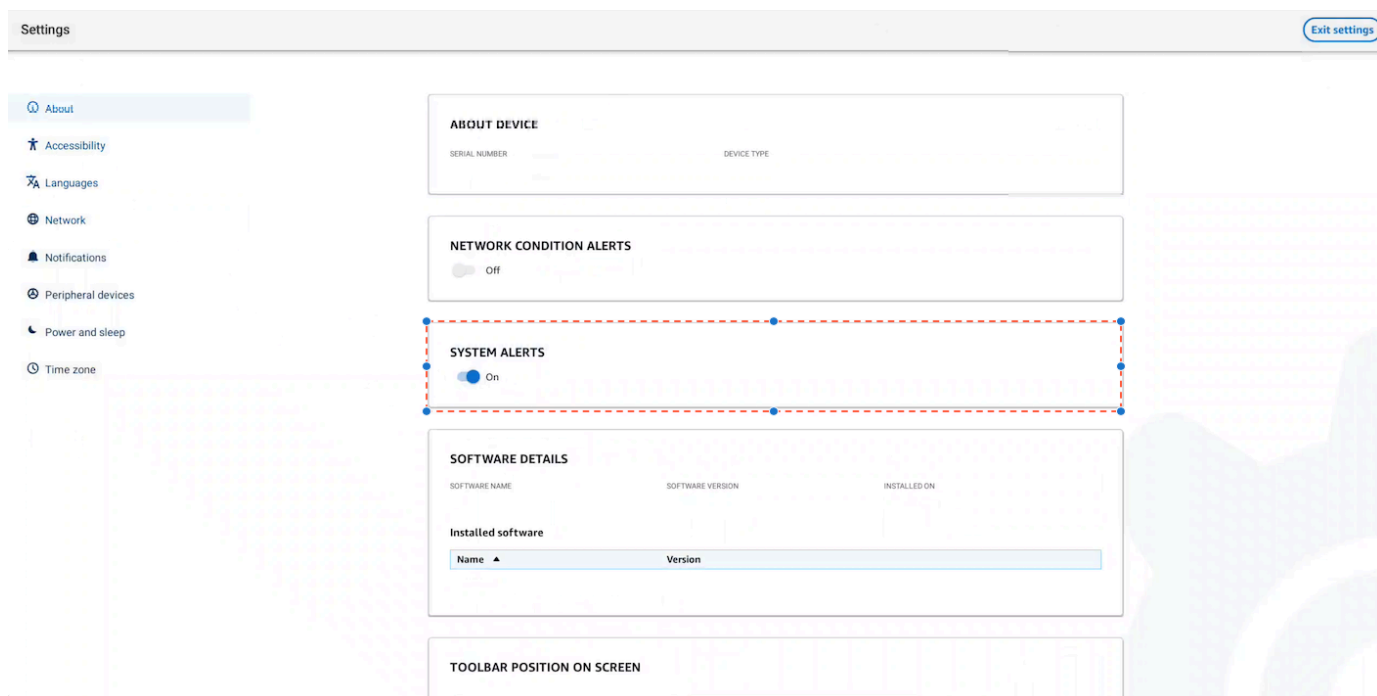 Settings
Exit settings
About
Accessibility
Languages
Network
Notifications
Peripheral devices
Power and sleep
Time zone
ABOUT DEVICE
SERIAL NUMBER DEVICE TYPE
NETWORK CONDITION ALERTS
Off
SYSTEM ALERTS
On
SOFTWARE DETAILS
SOFTWARE NAME SOFTWARE VERSION INSTALLED ON
Installed software
Name Version
TOOLBAR POSITION ON SCREEN